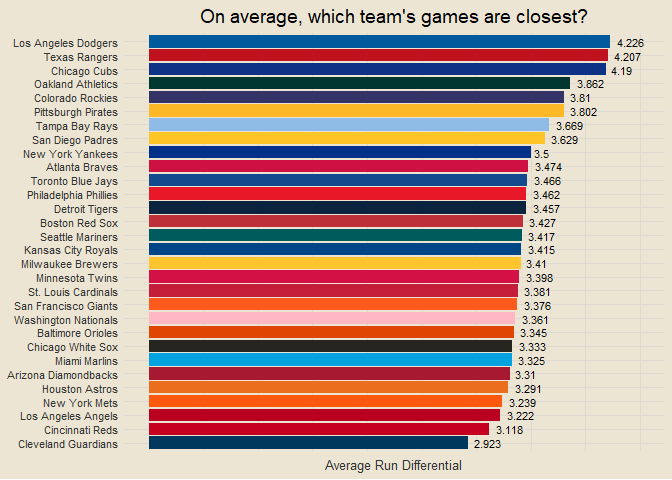 On average, which team's games are closest?
Los Angeles Dodgers 4.226
Texas Rangers 4.207
Chicago Cubs 4.19
Oakland Athletics 3.862
Colorado Rockies 3.81
Pittsburgh Pirates 3.802
Tampa Bay Rays 3.669
San Diego Padres 3.629
New York Yankees 3.5
Atlanta Braves 3.474
Toronto Blue Jays 3.466
Philadelphia Phillies 3.462
Detroit Tigers 3.457
Boston Red Sox 3.427
Seattle Mariners 3.417
Kansas City Royals 3.415
Milwaukee Brewers 3.41
Minnesota Twins 3.398
St. Louis Cardinals 3.381
San Francisco Giants 3.376
Washington Nationals 3.361
Baltimore Orioles 3.345
Chicago White Sox 3.333
Miami Marlins 3.325
Arizona Diamondbacks 3.31
Houston Astros 3.291
New York Mets 3.239
Los Angeles Angels 3.222
Cincinnati Reds 3.118
Cleveland Guardians 2.923
Average Run Differential